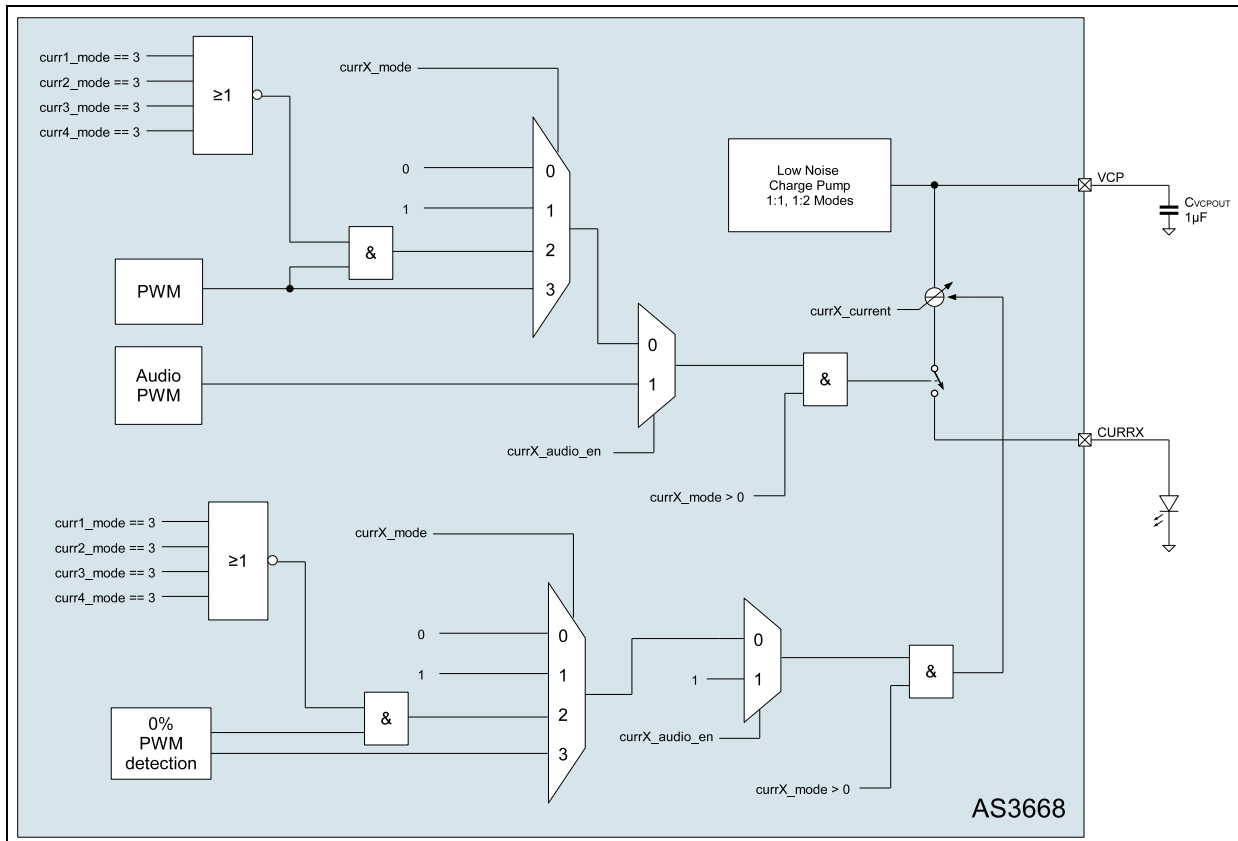 curr1_mode == 3
curr2_mode == 3
curr3_mode == 3
curr4_mode == 3
≥1
currX_mode
0
1
0
1
2
3
&
PWM
Audio
PWM
0
1
currX_audio_en
&
currX_mode > 0
Low Noise
Charge Pump
1:1, 1:2 Modes
VCP
CVCPOUT
1µF
currX_current
CURRX
curr1_mode == 3
curr2_mode == 3
curr3_mode == 3
curr4_mode == 3
≥1
currX_mode
0
1
0
1
2
3
&
0%
PWM
detection
1
0
1
currX_audio_en
&
currX_mode > 0
AS3668